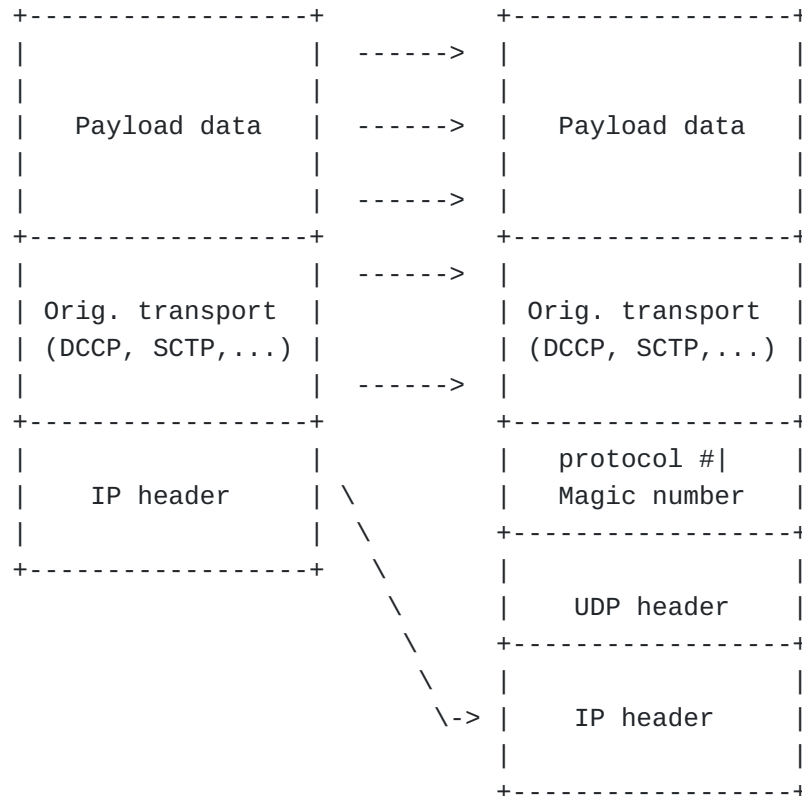 Payload data Payload data
Orig. transport Orig. transport
(DCCP, SCTP,...) (DCCP, SCTP,...)
protocol #|
IP header Magic number
UDP header
IP header